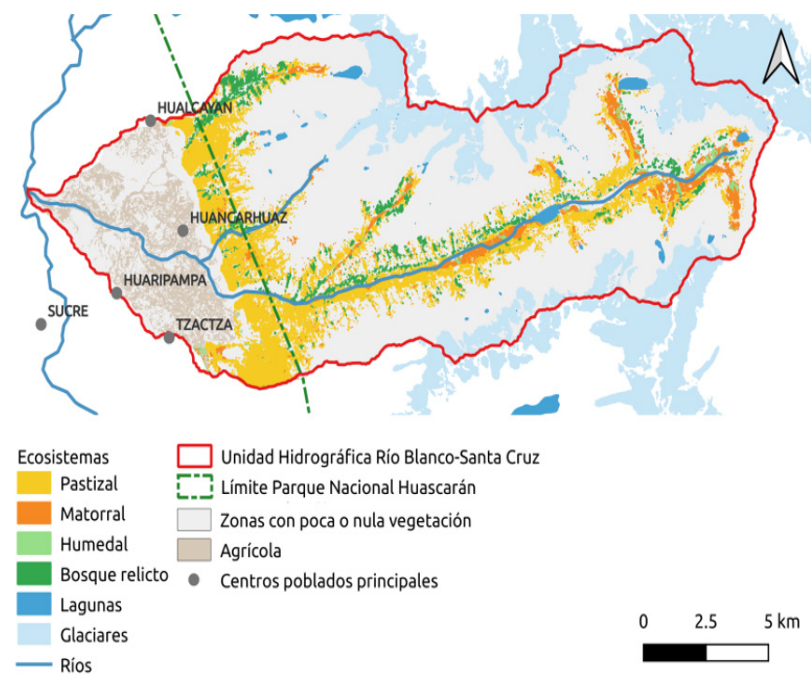 HUALCAYAN
HUANCARHUAZ
HUARIPAMPA
SUCRE
TZACTZA
Ecosistemas
Pastizal
Matorral
Humedal
Bosque relicto
Lagunas
Glaciares
Ríos
Unidad Hidrográfica Río Blanco-Santa Cruz
Límite Parque Nacional Huascarán
Zonas con poca o nula vegetación
Agrícola
Centros poblados principales
0 2.5 5 km